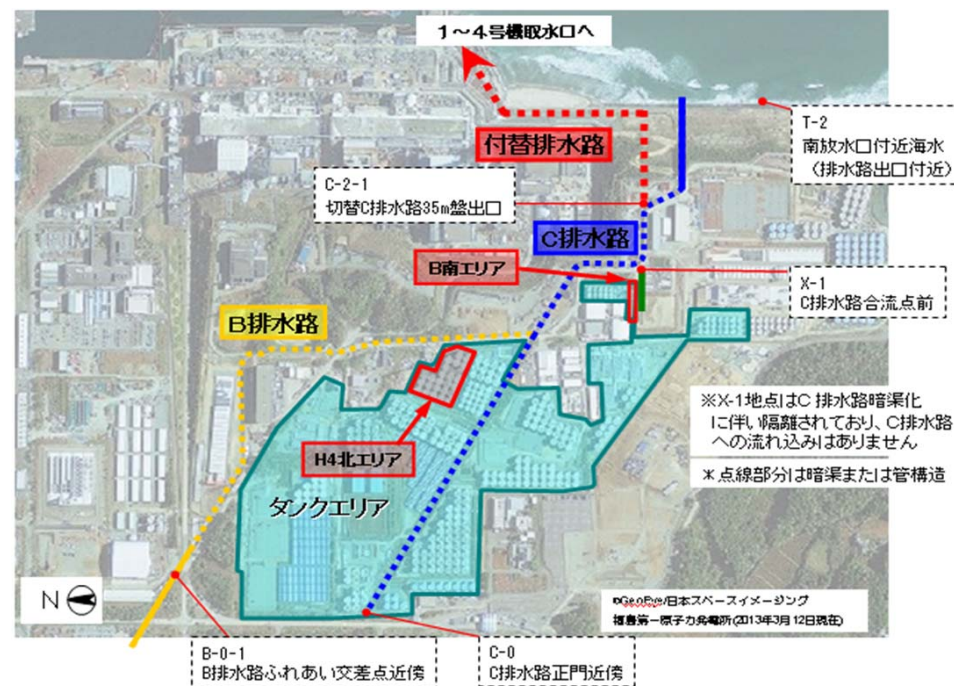 1～4号機取水口へ
付替排水路
T-2
南放水口付近海水
(排水路出口付近)
C-2-1
切替C排水路35m盤出口
C排水路
B南エリア
X-1
C排水路合流点前
B排水路
※X-1地点はC排水路暗渠化
に伴い隔離されており、C排水路
への流れ込みはありません
＊点線部分は暗渠または管構造
H4北エリア
タンクエリア
N
©GeoEye/日本スペースイメージング
福島第一原子力発電所(2013年3月12日現在)
B-0-1
B排水路ふれあい交差点近傍
C-0
C排水路正門近傍